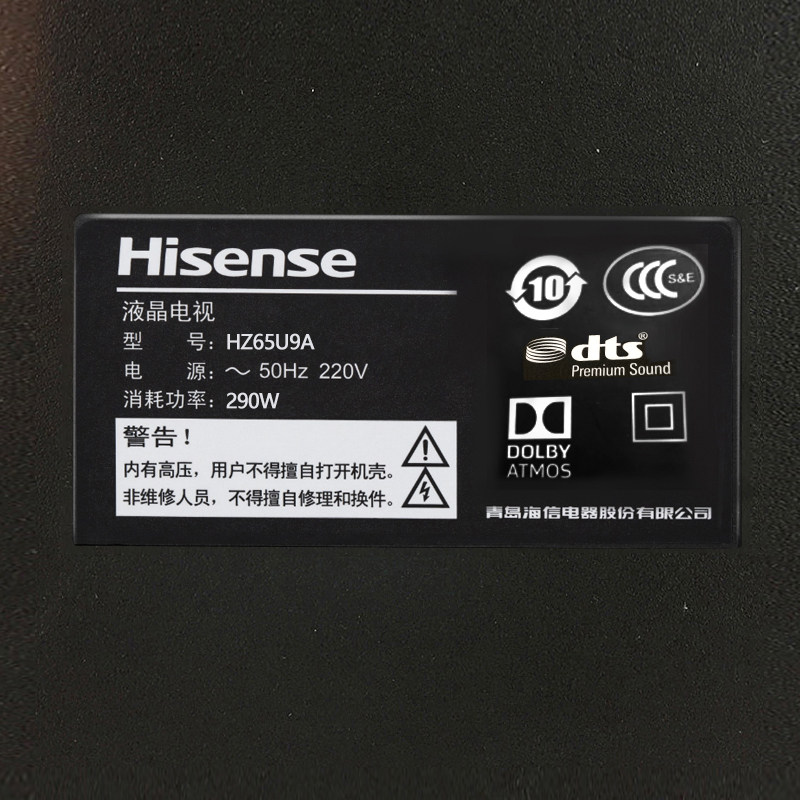 Hisense
液晶电视
型 号：HZ65U9A
电 源：～ 50Hz 220V
消耗功率：290W
警告！
内有高压，用户不得擅自打开机壳。
非维修人员，不得擅自修理和换件。
10
CCC S&E
dts®
Premium Sound
DOLBY
ATMOS
青岛海信电器股份有限公司